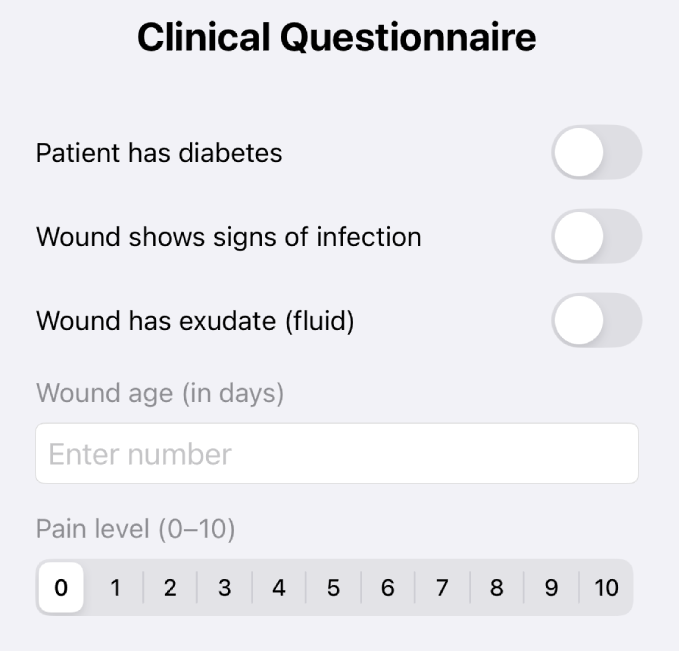 Clinical Questionnaire
Patient has diabetes
Wound shows signs of infection
Wound has exudate (fluid)
Wound age (in days)
Enter number
Pain level (0–10)
0 1 2 3 4 5 6 7 8 9 10